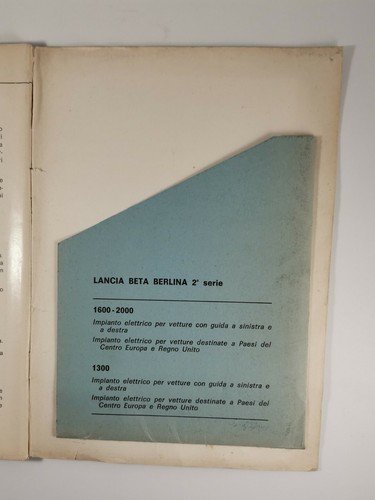 LANCIA BETA BERLINA 2ª serie
1600-2000
Impianto elettrico per vetture con guida a sinistra e
a destra
Impianto elettrico per vetture destinate a Paesi del
Centro Europa e Regno Unito
1300
Impianto elettrico per vetture con guida a sinistra e
a destra
Impianto elettrico per vetture destinate a Paesi del
Centro Europa e Regno Unito